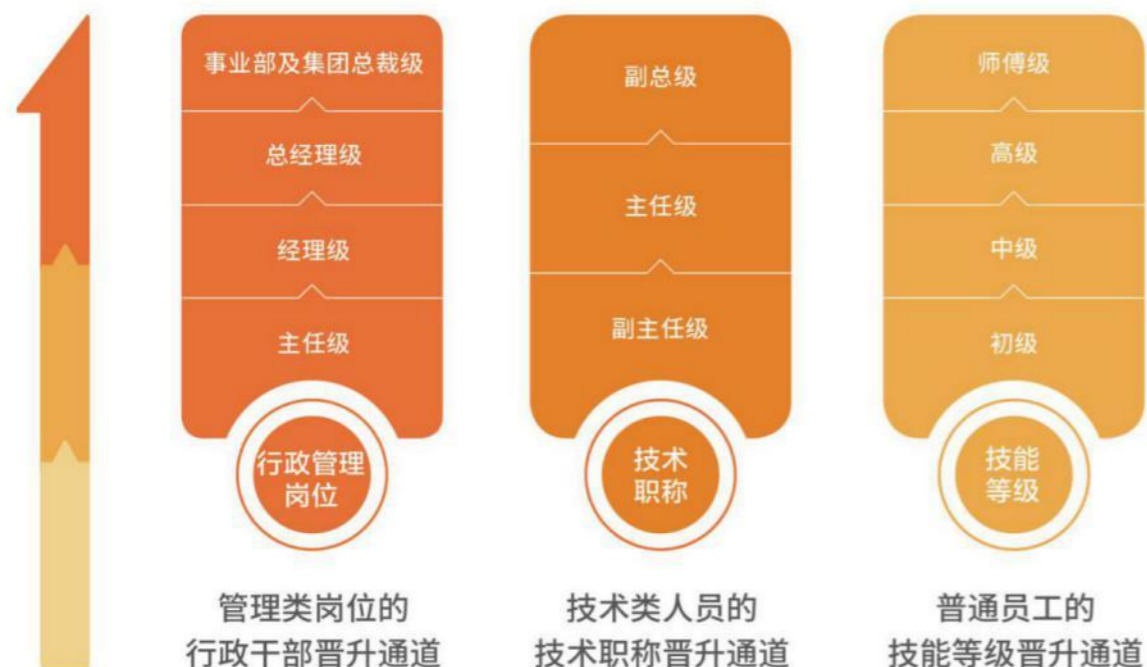 事业部及集团总裁级
总经理级
经理级
主任级
行政管理
岗位
管理类岗位的
行政干部晋升通道
副总级
主任级
副主任级
技术
职称
技术类人员的
技术职称晋升通道
师傅级
高级
中级
初级
技能
等级
普通员工的
技能等级晋升通道